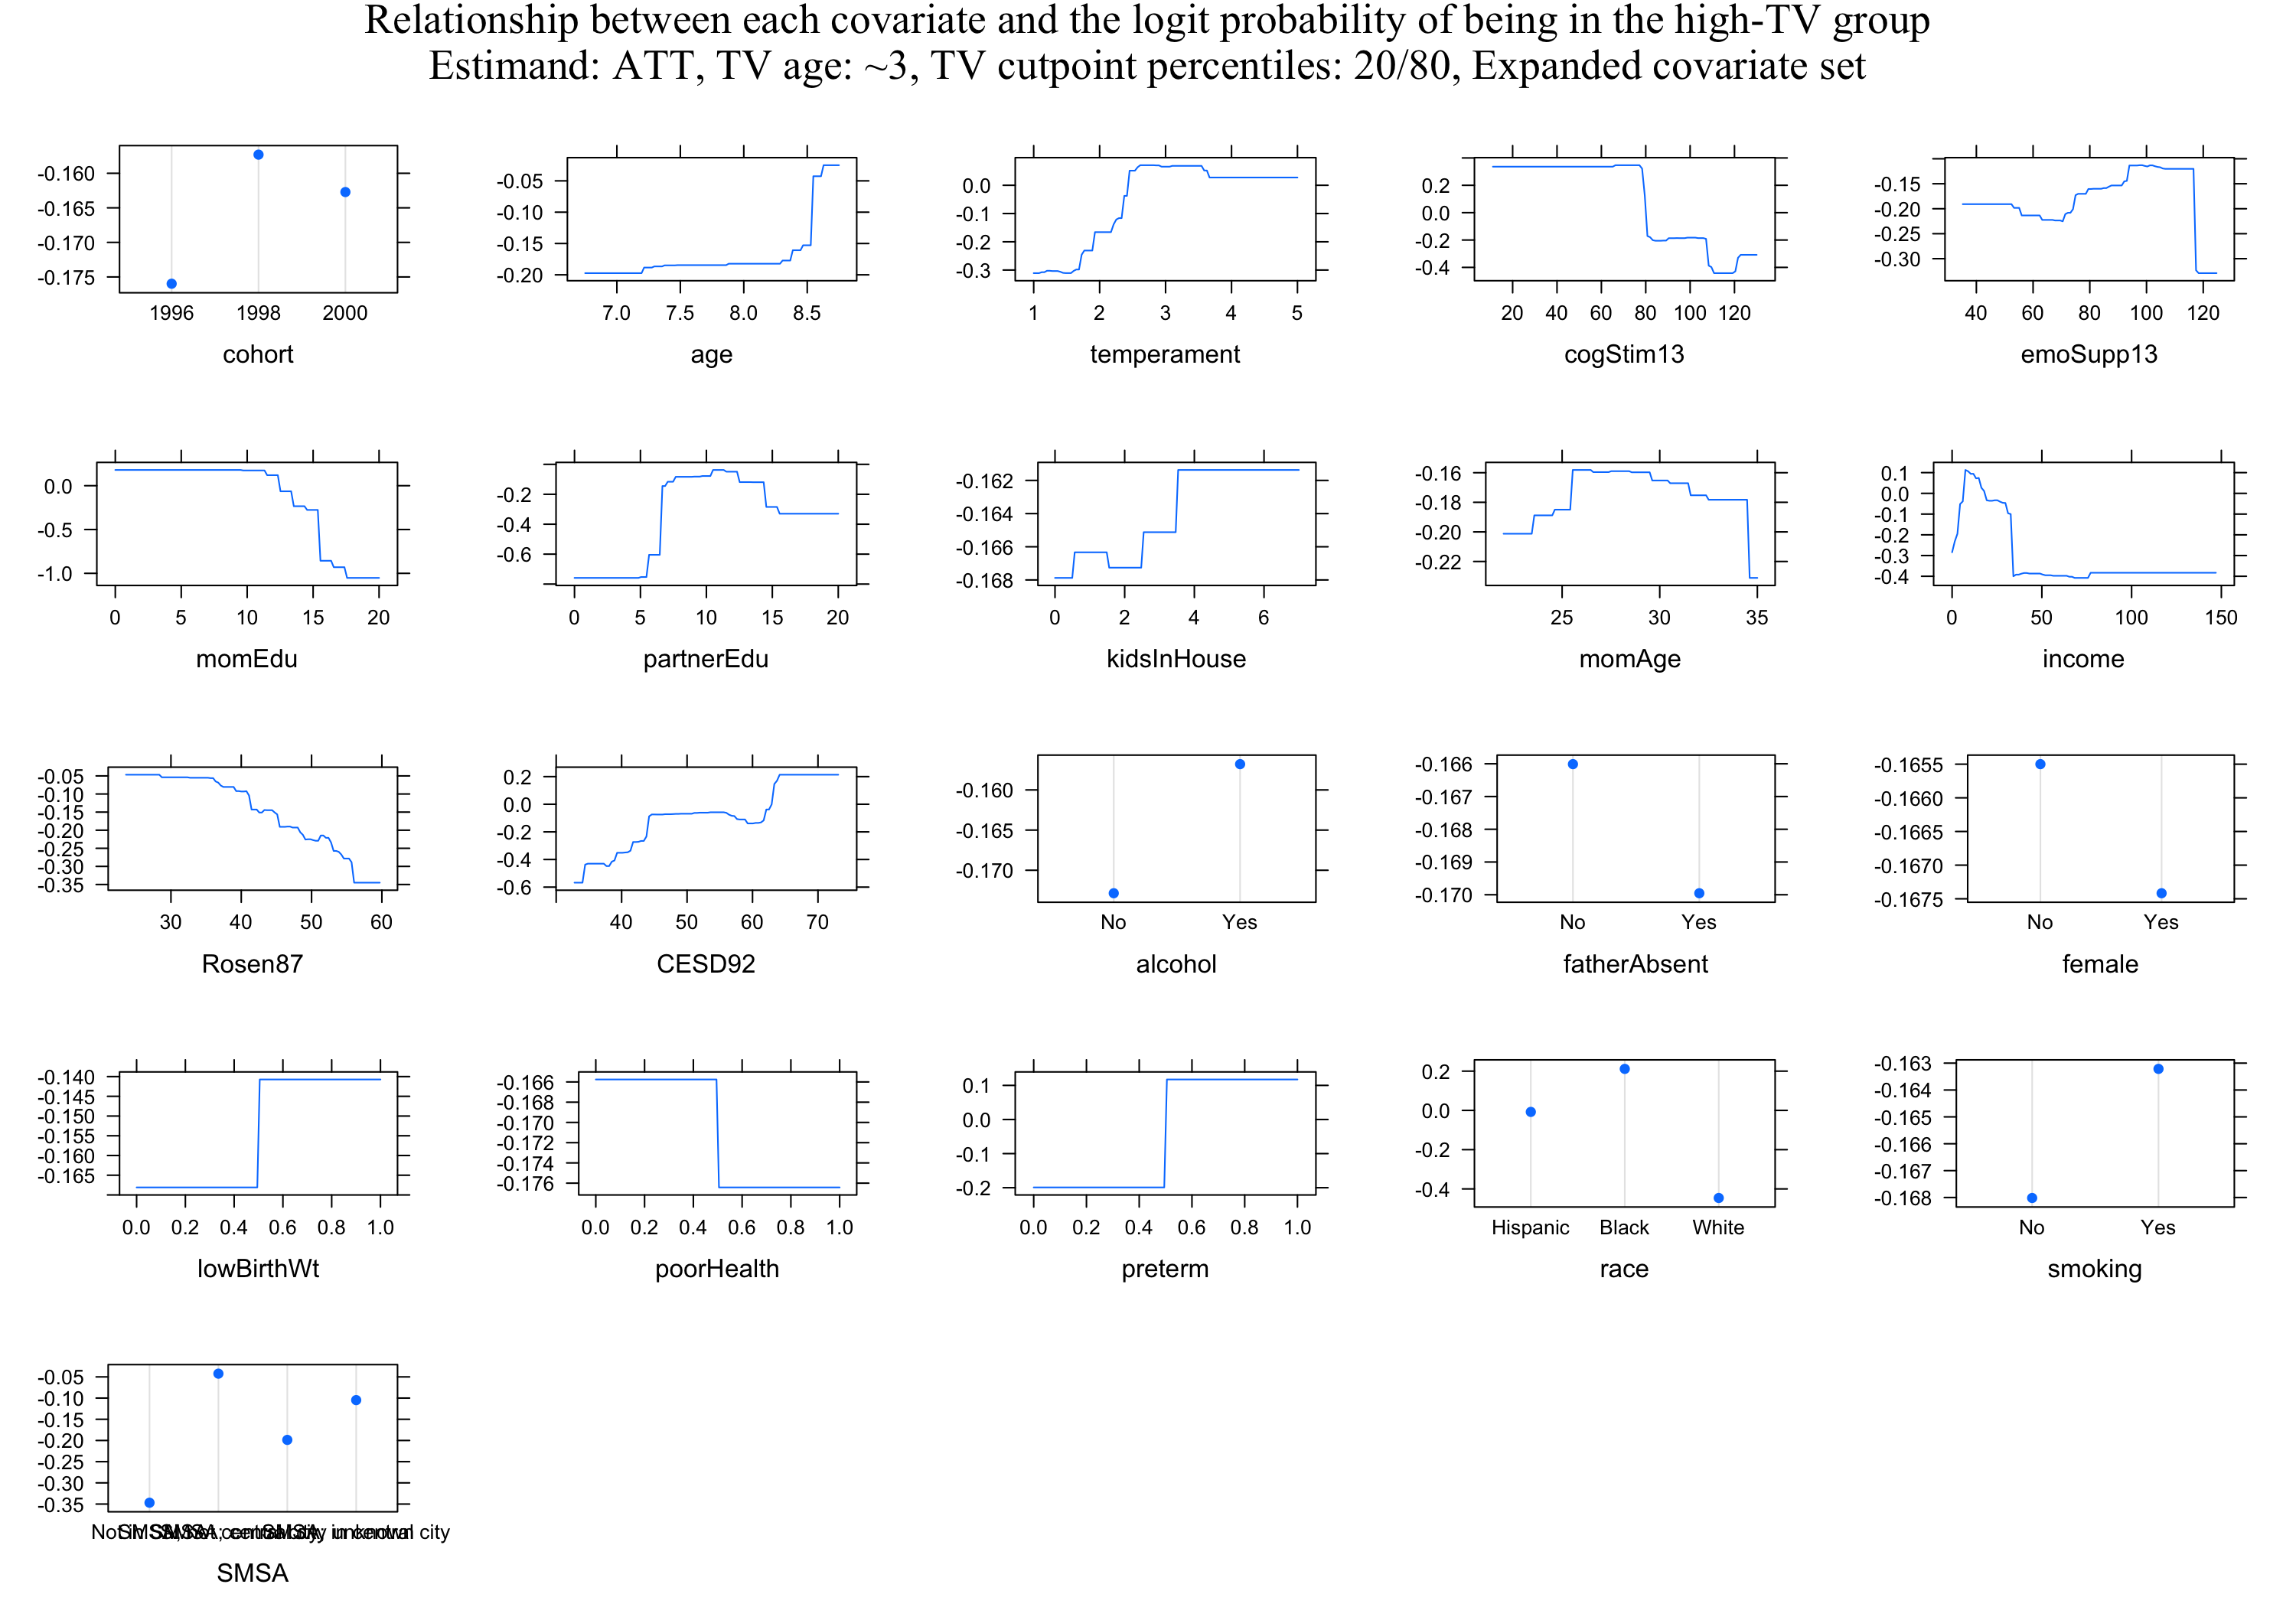 Relationship between each covariate and the logit probability of being in the high-TV group
Estimand: ATT, TV age: ~3, TV cutpoint percentiles: 20/80, Expanded covariate set
-0.160
-0.165
-0.170
-0.175
1996 1998 2000
cohort
-0.05
-0.10
-0.15
-0.20
7.0 7.5 8.0 8.5
age
0.0
-0.1
-0.2
-0.3
1 2 3 4 5
temperament
0.2
0.0
-0.2
-0.4
20 40 60 80 100 120
cogStim13
-0.15
-0.20
-0.25
-0.30
40 60 80 100 120
emoSupp13
0.0
-0.5
-1.0
0 5 10 15 20
momEdu
-0.2
-0.4
-0.6
0 5 10 15 20
partnerEdu
-0.162
-0.164
-0.166
-0.168
0 2 4 6
kidsInHouse
-0.16
-0.18
-0.20
-0.22
25 30 35
momAge
0.1
0.0
-0.1
-0.2
-0.3
-0.4
0 50 100 150
income
-0.05
-0.10
-0.15
-0.20
-0.25
-0.30
-0.35
30 40 50 60
Rosen87
0.2
0.0
-0.2
-0.4
-0.6
40 50 60 70
CESD92
-0.160
-0.165
-0.170
No Yes
alcohol
-0.166
-0.167
-0.168
-0.169
-0.170
No Yes
fatherAbsent
-0.1655
-0.1660
-0.1665
-0.1670
-0.1675
No Yes
female
-0.140
-0.145
-0.150
-0.155
-0.160
-0.165
0.0 0.2 0.4 0.6 0.8 1.0
lowBirthWt
-0.166
-0.168
-0.170
-0.172
-0.174
-0.176
0.0 0.2 0.4 0.6 0.8 1.0
poorHealth
0.1
0.0
-0.1
-0.2
0.0 0.2 0.4 0.6 0.8 1.0
preterm
0.2
0.0
-0.2
-0.4
Hispanic Black White
race
-0.163
-0.164
-0.165
-0.166
-0.167
-0.168
No Yes
smoking
-0.05
-0.10
-0.15
-0.20
-0.25
-0.30
-0.35
city
SMSA